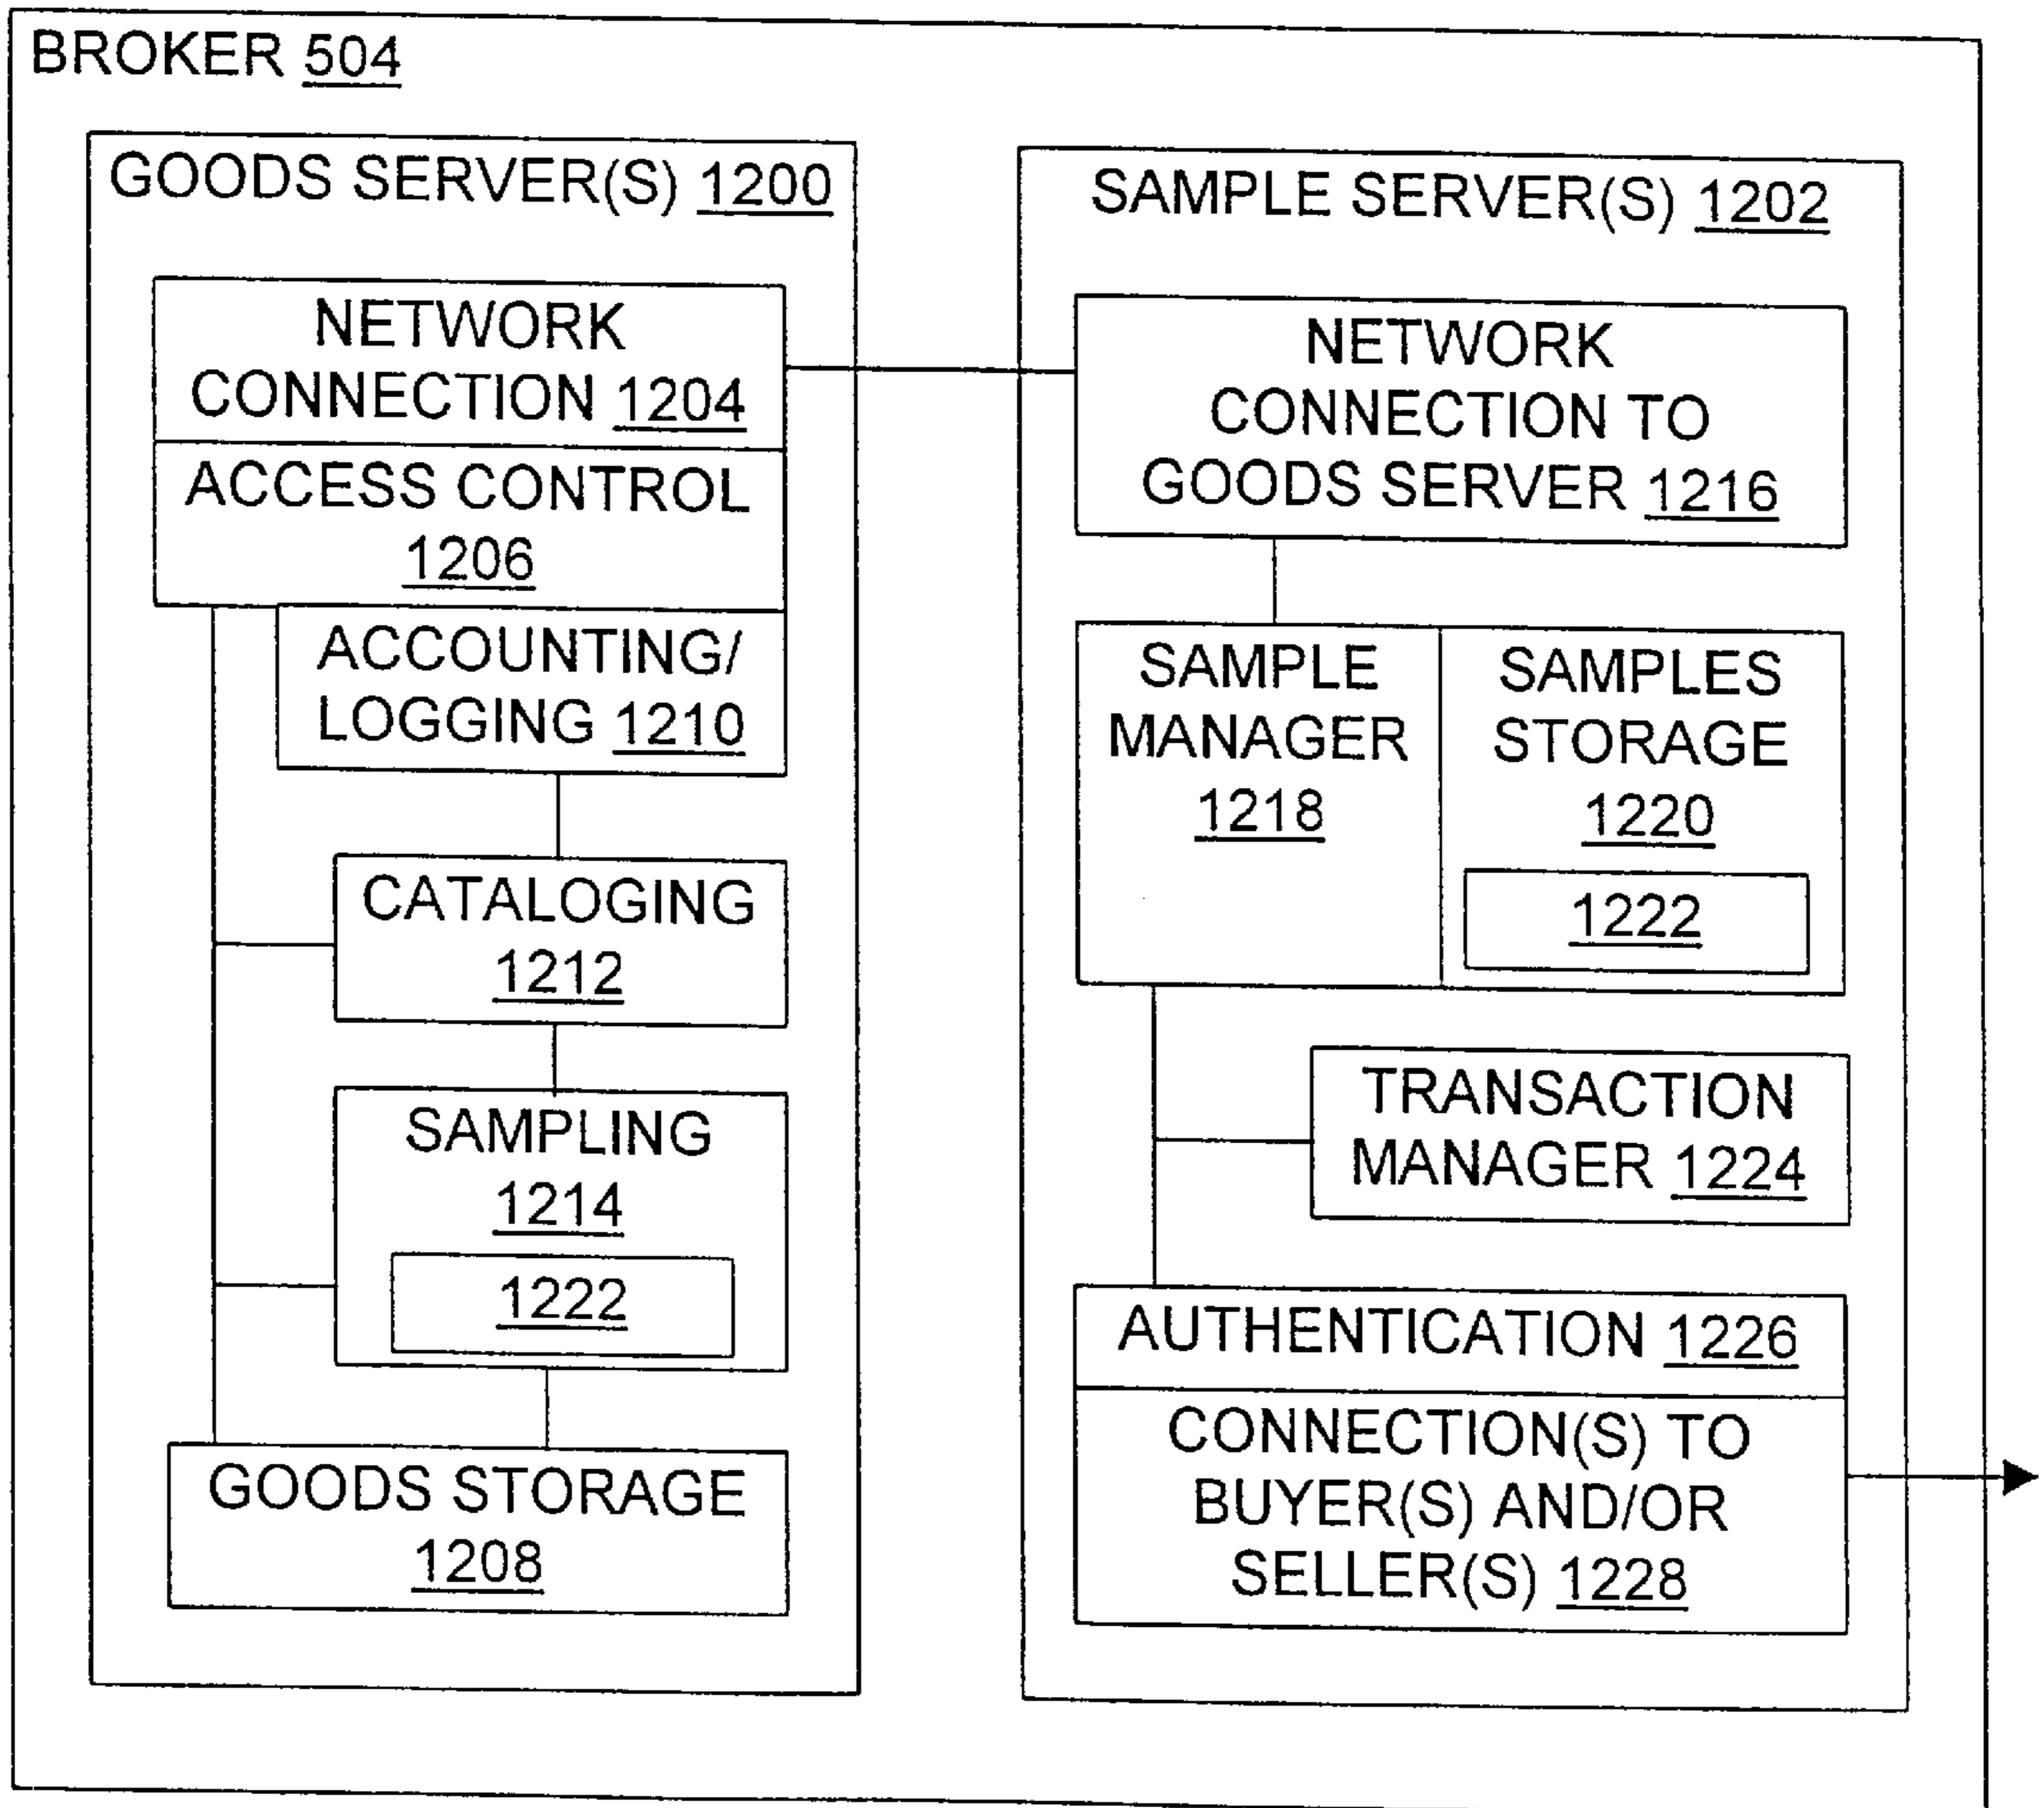 BROKER 504
GOODS SERVER(S) 1200
NETWORK
CONNECTION 1204
ACCESS CONTROL
1206
ACCOUNTING/
LOGGING 1210
CATALOGING
1212
SAMPLING
1214
1222
GOODS STORAGE
1208
SAMPLE SERVER(S) 1202
NETWORK
CONNECTION TO
GOODS SERVER 1216
SAMPLE
MANAGER
1218
SAMPLES
STORAGE
1220
1222
TRANSACTION
MANAGER 1224
AUTHENTICATION 1226
CONNECTION(S) TO
BUYER(S) AND/OR
SELLER(S) 1228